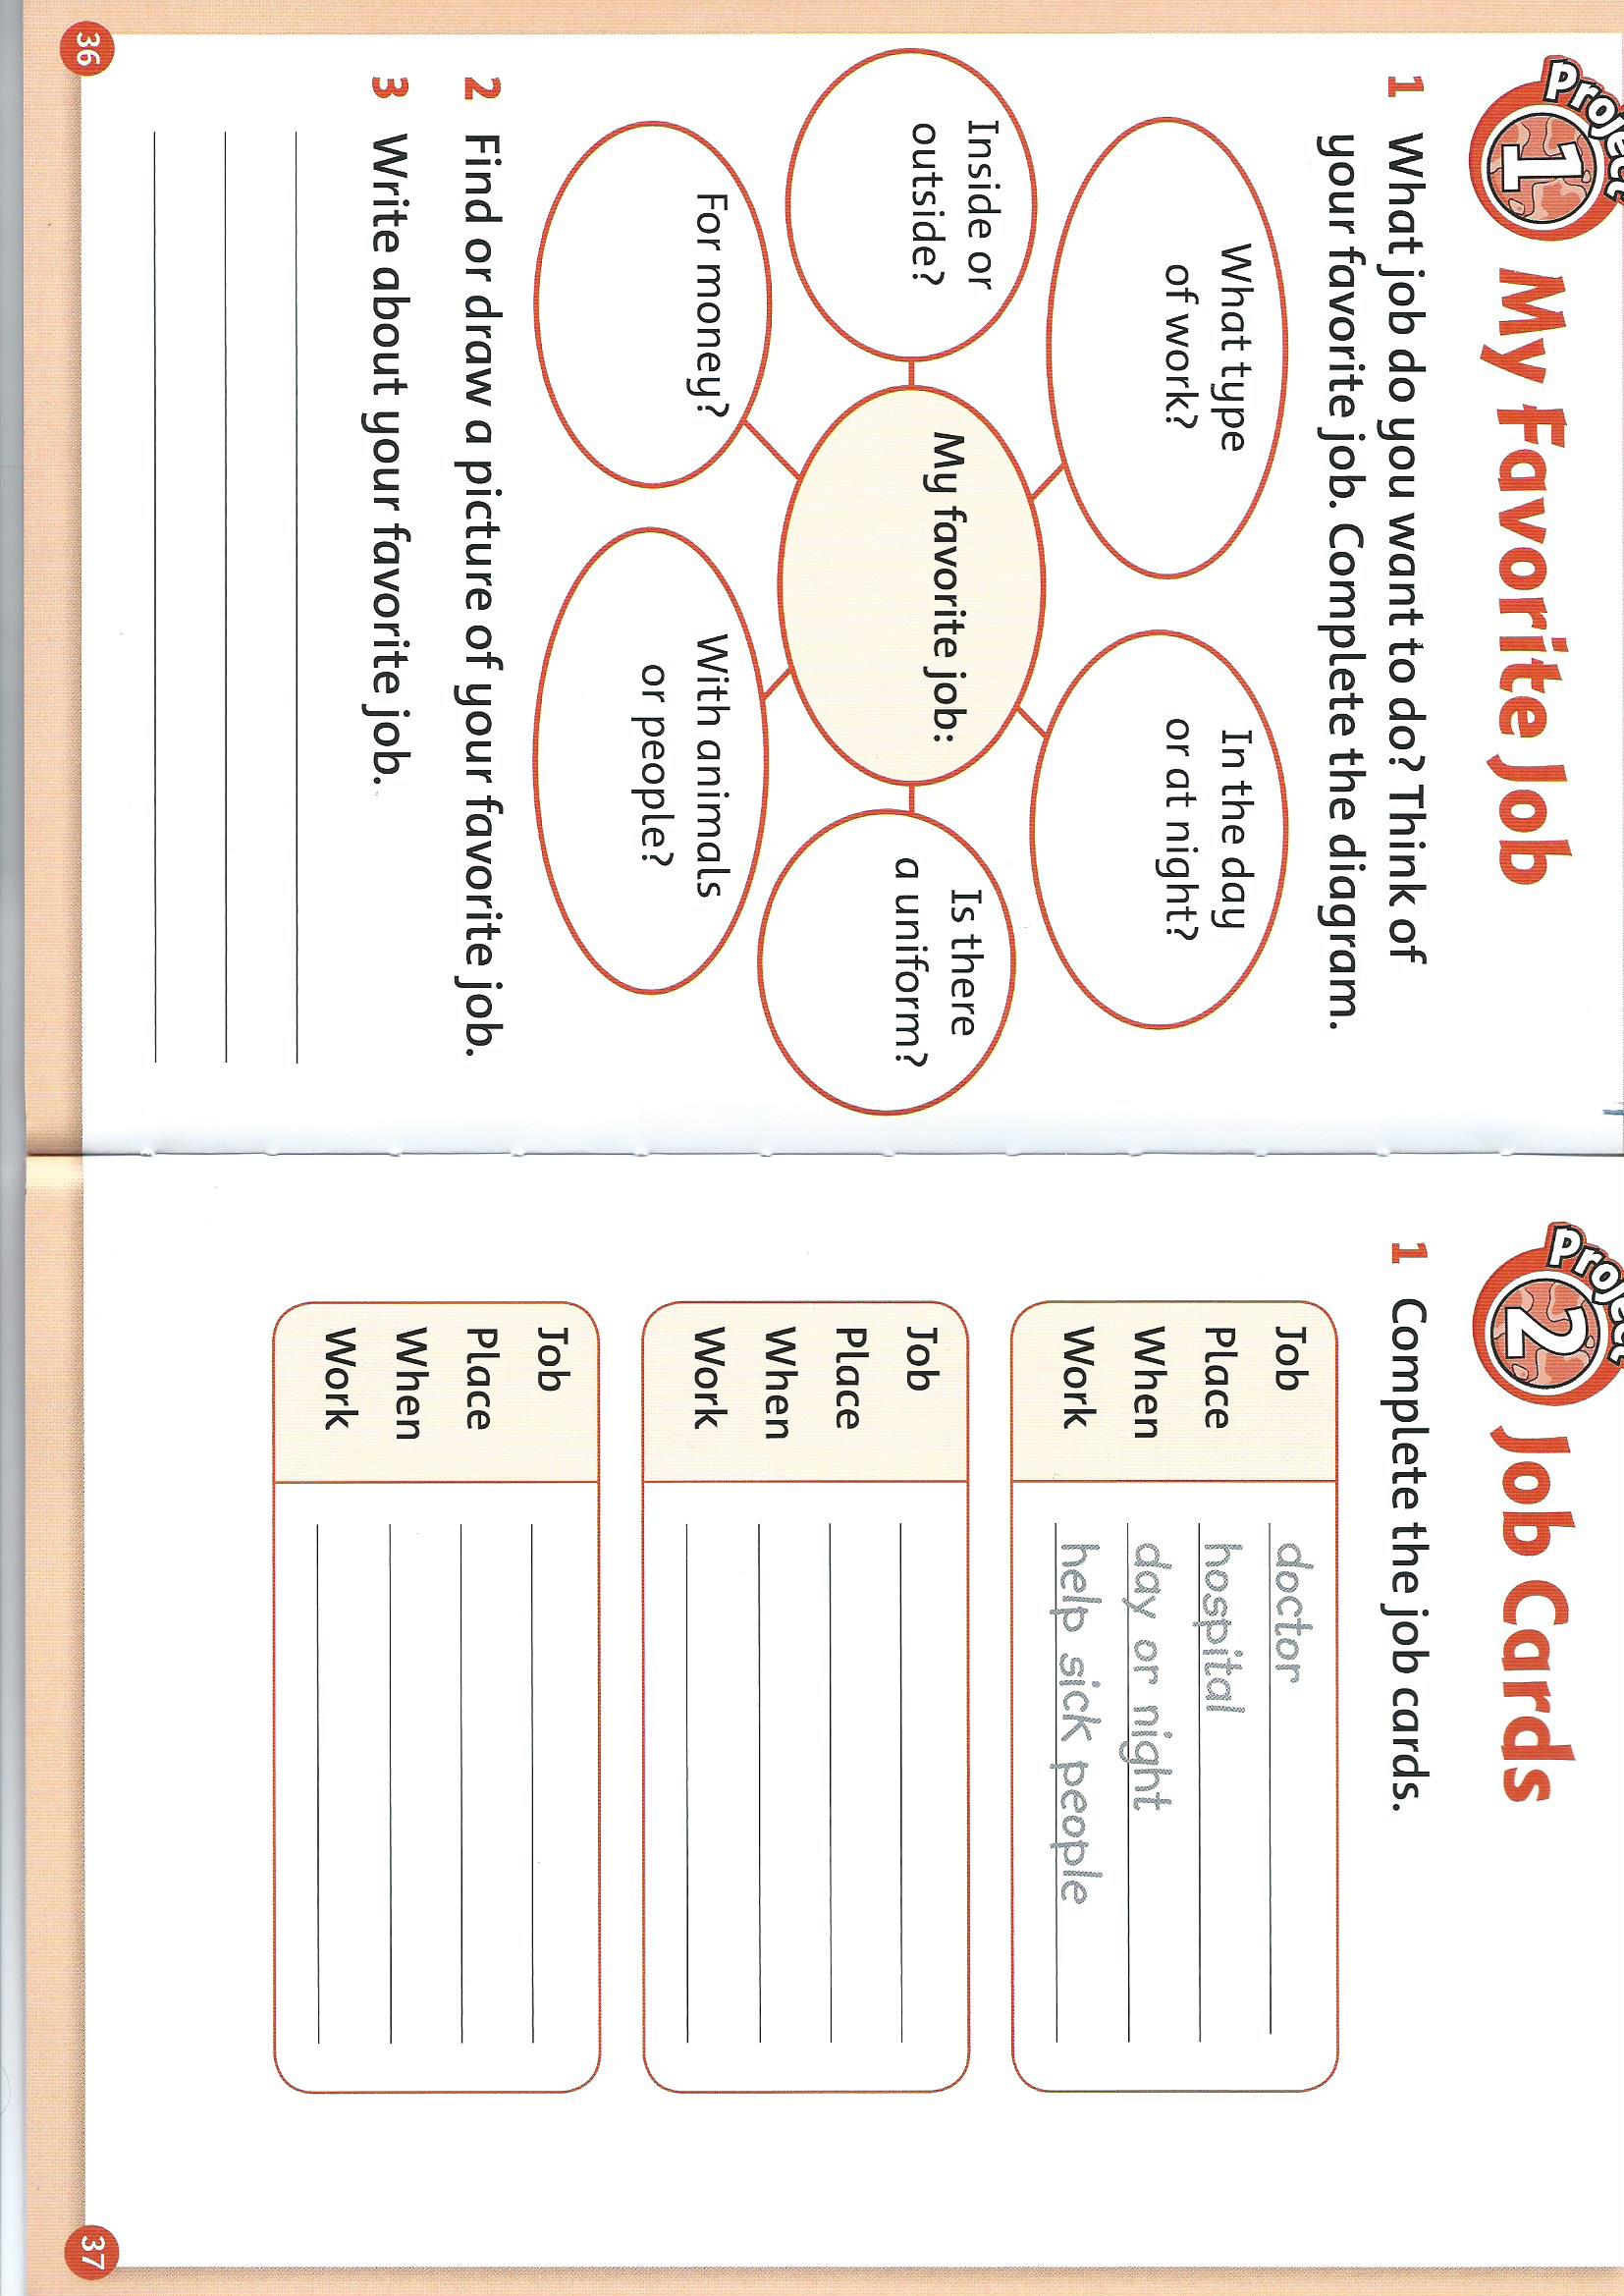 Project
1
My Favorite Job
1 What job do you want to do? Think of
your favorite job. Complete the diagram.
What type
of work?
In the day
or at night?
Inside or
outside?
My favorite job:
Is there
a uniform?
For money?
With animals
or people?
2 Find or draw a picture of your favorite job.
3 Write about your favorite job.
36
Project
2
Job Cards
1 Complete the job cards.
Job doctor
Place hospital
When day or night
Work help sick people
Job
Place
When
Work
Job
Place
When
Work
37